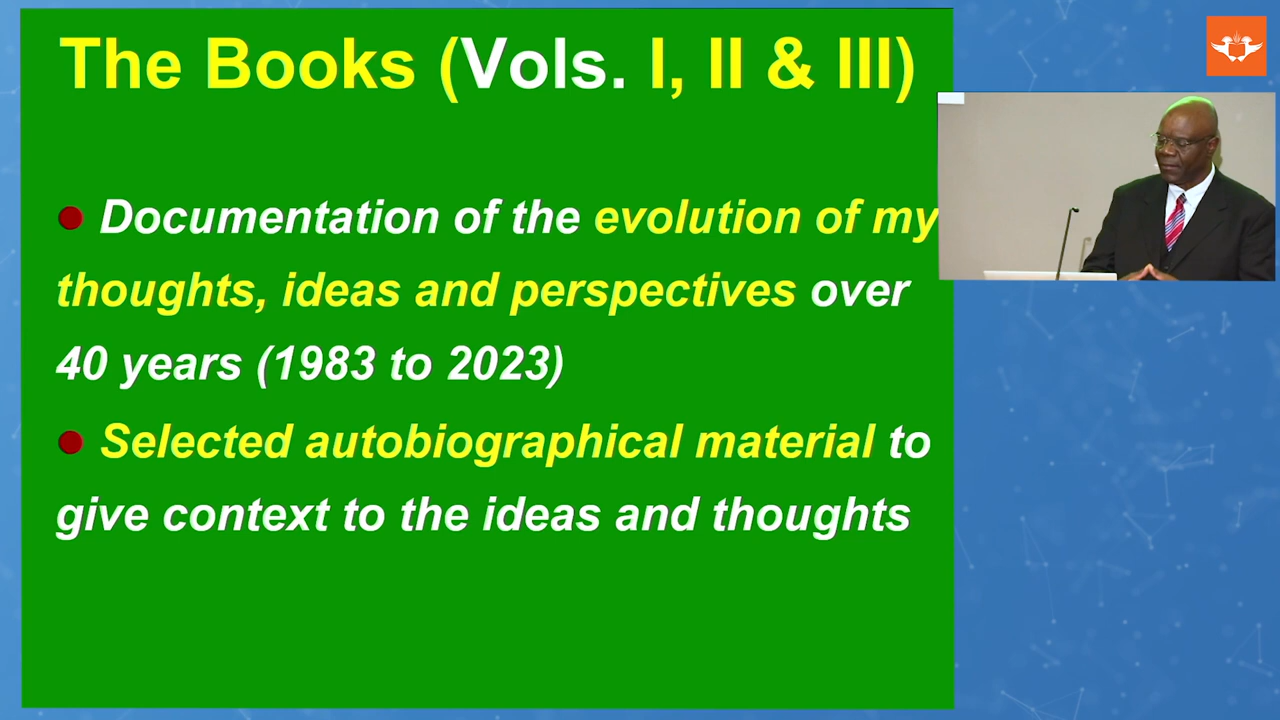 The Books (Vols. I, II & III)
● Documentation of the evolution of my
thoughts, ideas and perspectives over
40 years (1983 to 2023)
● Selected autobiographical material to
give context to the ideas and thoughts